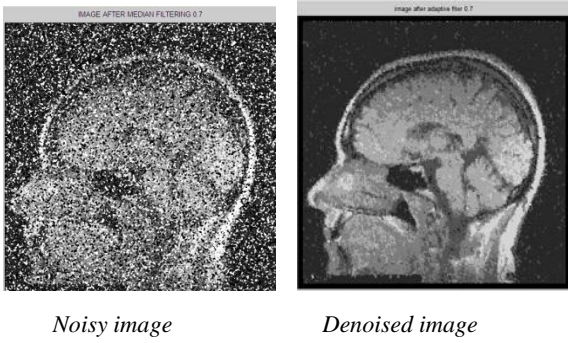 IMAGE AFTER MEDIAN FILTERING 0.7
image after adaptive filter 0.7
Noisy image
Denoised image